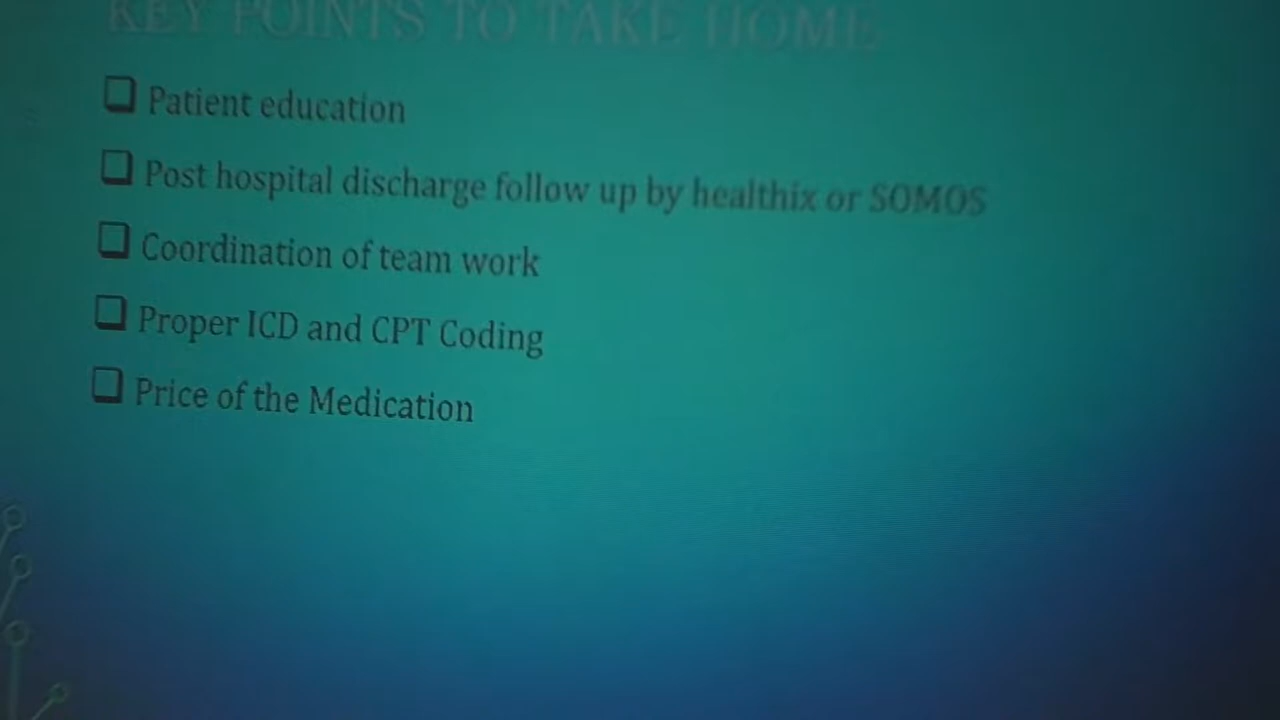 KEY POINTS TO TAKE HOME
Patient education
Post hospital discharge follow up by healthix or SOMOS
Coordination of team work
Proper ICD and CPT Coding
Price of the Medication